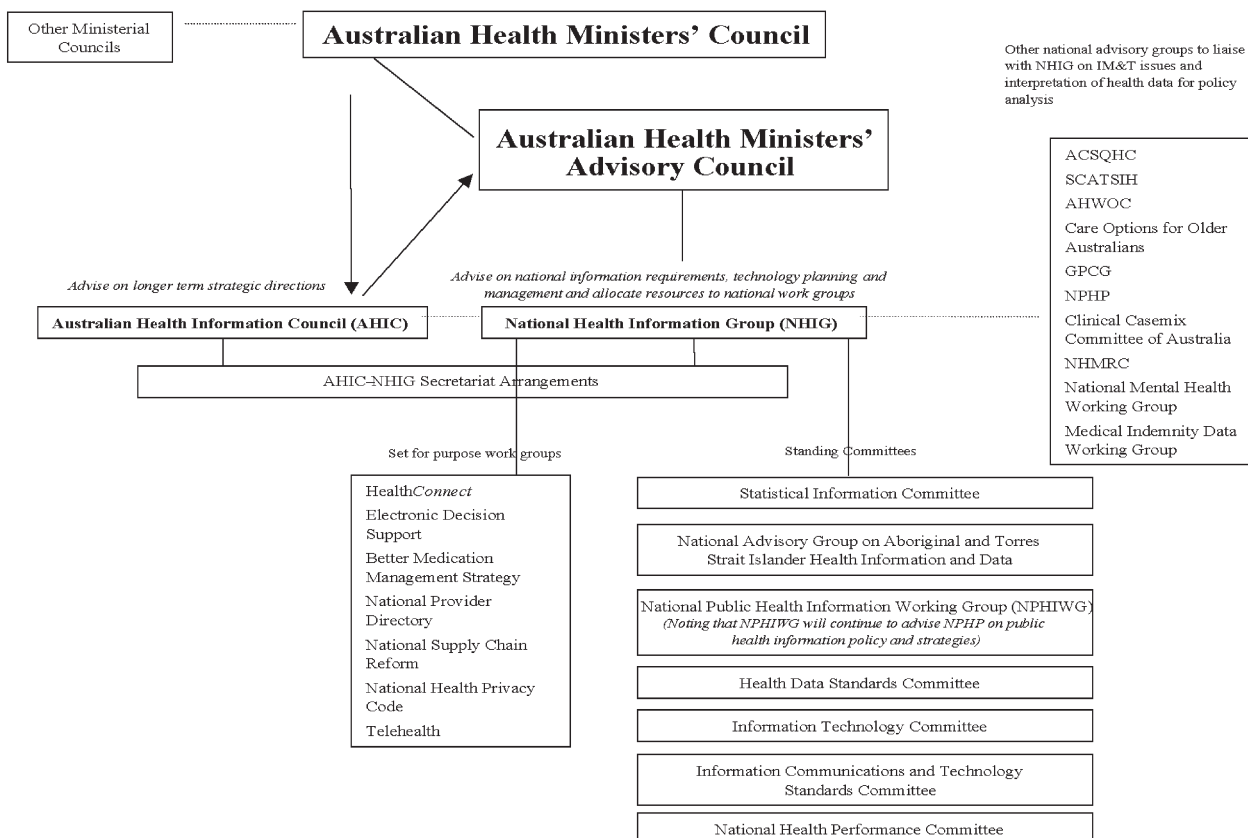 Other Ministerial
Councils
Australian Health Ministers' Council
Other national advisory groups to liaise
with NHIG on IM&T issues and
interpretation of health data for policy
analysis
Australian Health Ministers'
Advisory Council
ACSQHC
SCATSIH
AHWOC
Care Options for Older
Australians
GPCG
NPHP
Clinical Casemix
Committee of Australia
NHMRC
National Mental Health
Working Group
Medical Indemnity Data
Working Group
Advise on longer term strategic directions
Advise on national information requirements, technology planning and
management and allocate resources to national work groups
Australian Health Information Council (AHIC)
National Health Information Group (NHIG)
AHIC–NHIG Secretariat Arrangements
Set for purpose work groups
HealthConnect
Electronic Decision
Support
Better Medication
Management Strategy
National Provider
Directory
National Supply Chain
Reform
National Health Privacy
Code
Telehealth
Standing Committees
Statistical Information Committee
National Advisory Group on Aboriginal and Torres
Strait Islander Health Information and Data
National Public Health Information Working Group (NPHIWG)
(Noting that NPHIWG will continue to advise NPHP on public
health information policy and strategies)
Health Data Standards Committee
Information Technology Committee
Information Communications and Technology
Standards Committee
National Health Performance Committee